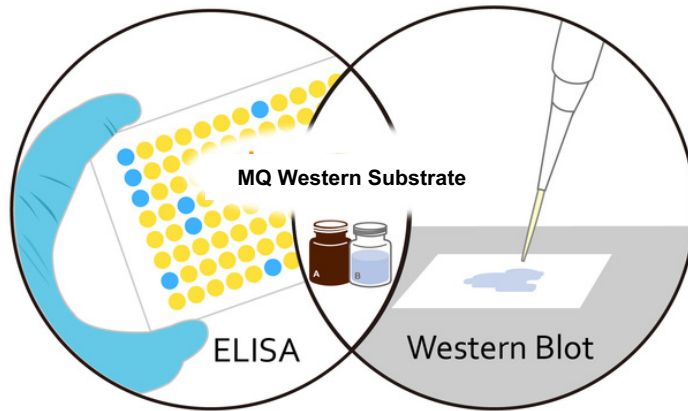 MQ Western Substrate
A
B
ELISA
Western Blot